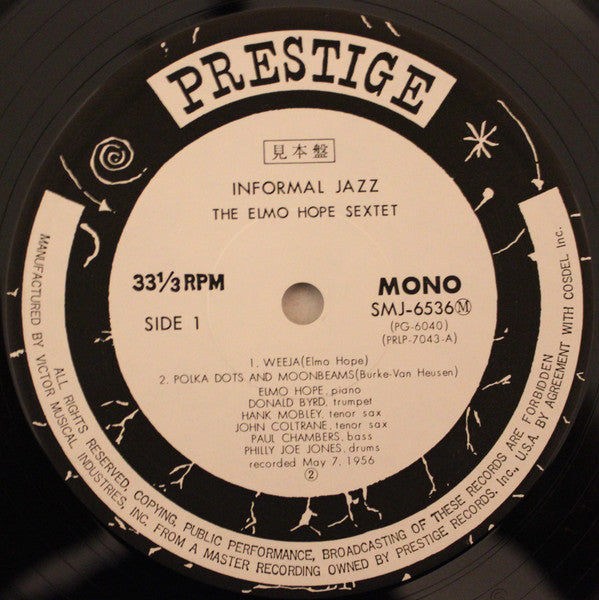 PRESTIGE
見本盤
INFORMAL JAZZ
THE ELMO HOPE SEXTET
33⅓ RPM
SIDE 1
MONO
SMJ-6536Ⓜ
(PG-6040)
(PRLP-7043-A)
1. WEEJA(Elmo Hope)
2. POLKA DOTS AND MOONBEAMS(Burke-Van Heusen)
ELMO HOPE, piano
DONALD BYRD, trumpet
HANK MOBLEY, tenor sax
JOHN COLTRANE, tenor sax
PAUL CHAMBERS, bass
PHILLY JOE JONES, drums
recorded May 7, 1956
②
MANUFACTURED BY VICTOR MUSICAL INDUSTRIES, INC. FROM A MASTER RECORDING OWNED BY PRESTIGE RECORDS. Inc., U.S.A. BY AGREEMENT WITH COSDEL Inc.
ALL RIGHTS RESERVED, COPYING, PUBLIC PERFORMANCE, BROADCASTING OF THESE RECORDS ARE FORBIDDEN